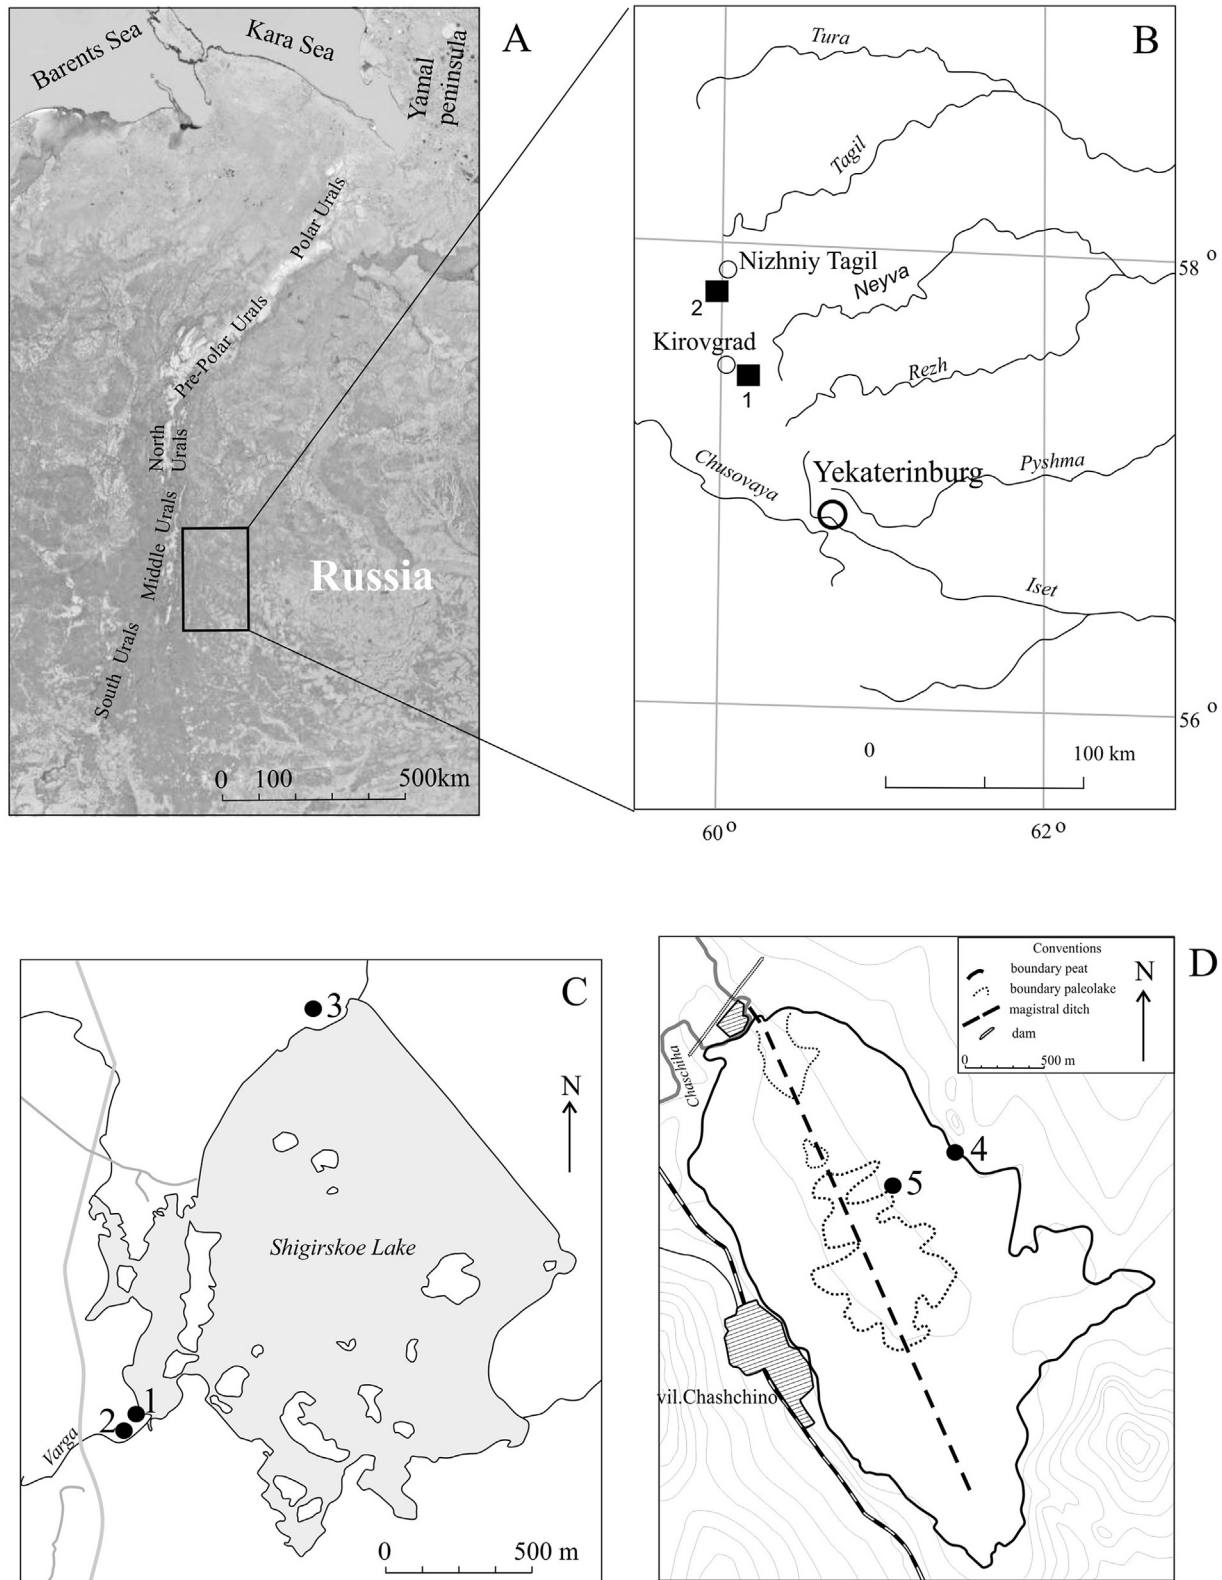 A
Barents Sea
Kara Sea
Yamal
peninsula
Polar Urals
Pre-Polar Urals
North
Urals
Middle Urals
South Urals
Russia
0 100 500km
B
Tura
Tagil
58 o
Nizhniy Tagil
Neyva
2
Kirovgrad
1
Rezh
Chusovaya
Yekaterinburg
Pyshma
Iset
56 o
0 100 km
60 o 62 o
C
3
N
Shigirskoe Lake
1
2
Varga
0 500 m
D
Conventions
boundary peat
boundary paleolake
magistral ditch
dam
0 500 m
N
Chaschiha
4
5
vil.Chashchino